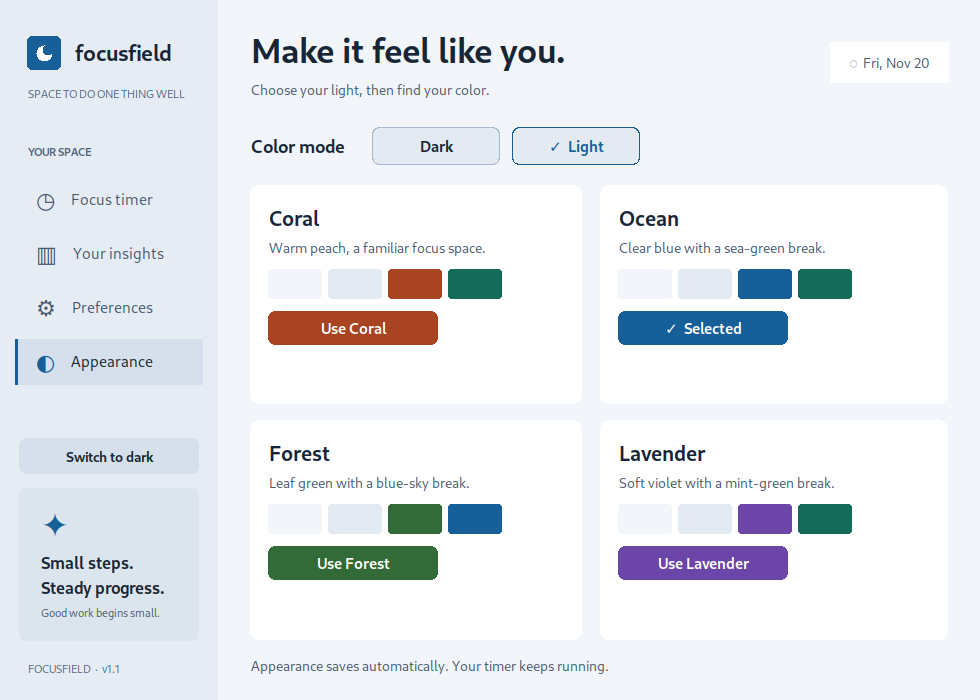 focusfield
SPACE TO DO ONE THING WELL
YOUR SPACE
Focus timer
Your insights
Preferences
Appearance
Switch to dark
Small steps.
Steady progress.
Good work begins small.
FOCUSFIELD · v1.1
Make it feel like you.
Choose your light, then find your color.
Fri, Nov 20
Color mode
Dark
✓ Light
Coral
Warm peach, a familiar focus space.
Use Coral
Ocean
Clear blue with a sea-green break.
✓ Selected
Forest
Leaf green with a blue-sky break.
Use Forest
Lavender
Soft violet with a mint-green break.
Use Lavender
Appearance saves automatically. Your timer keeps running.